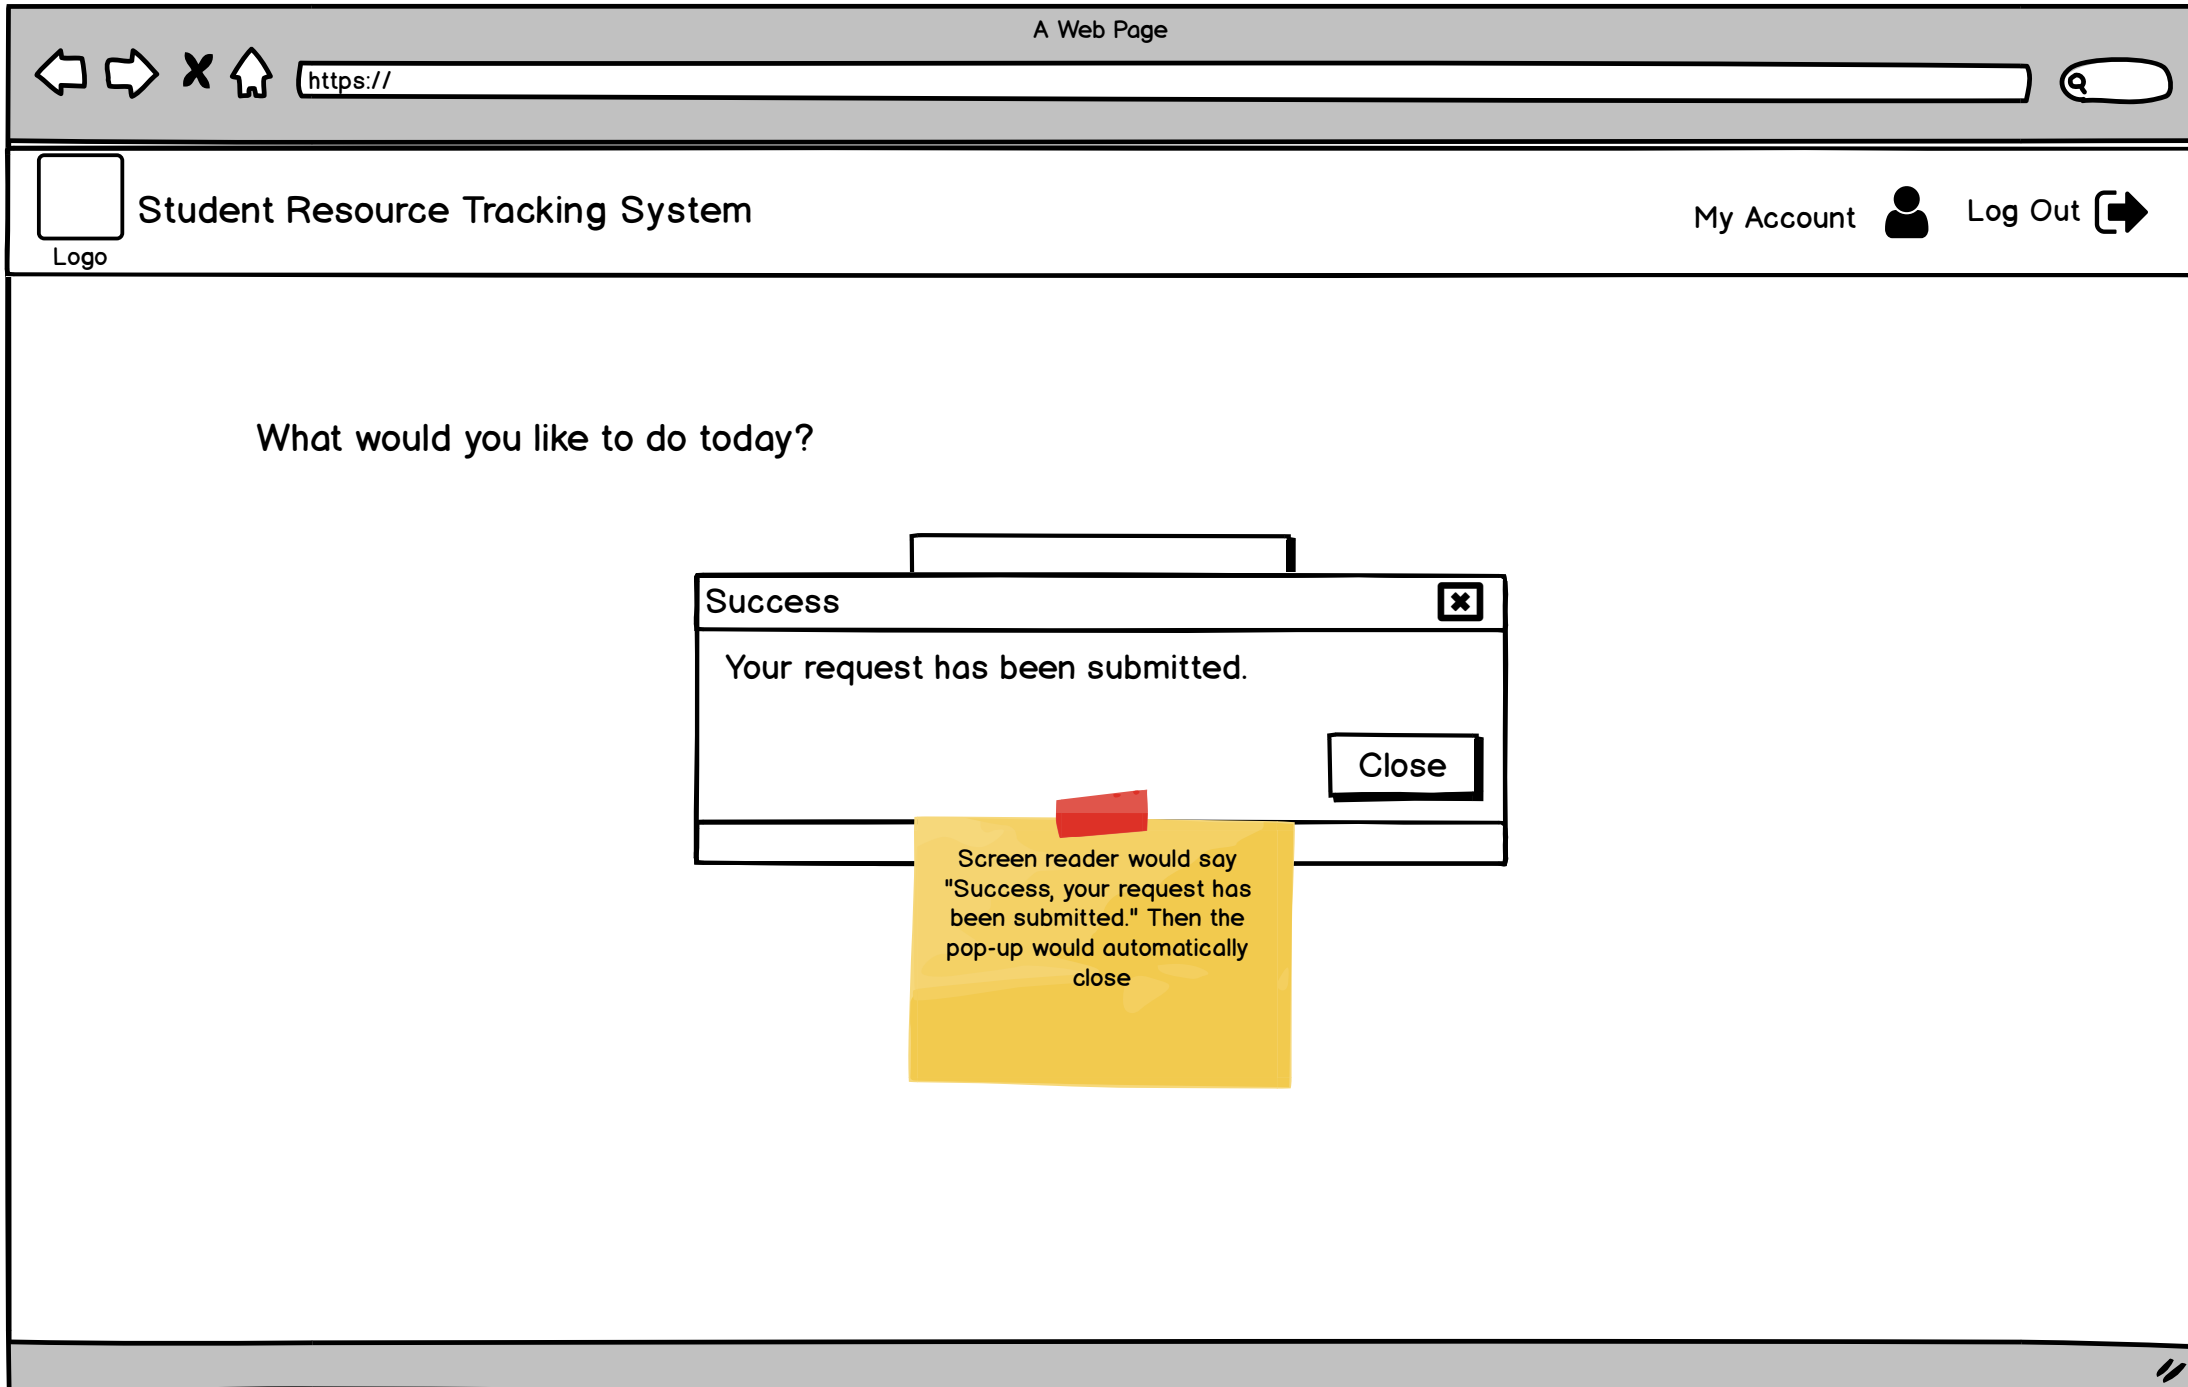 A Web Page
https://
Student Resource Tracking System
My Account
Log Out
Logo
What would you like to do today?
Success
Your request has been submitted.
Close
Screen reader would say
"Success, your request has
been submitted." Then the
pop-up would automatically
close